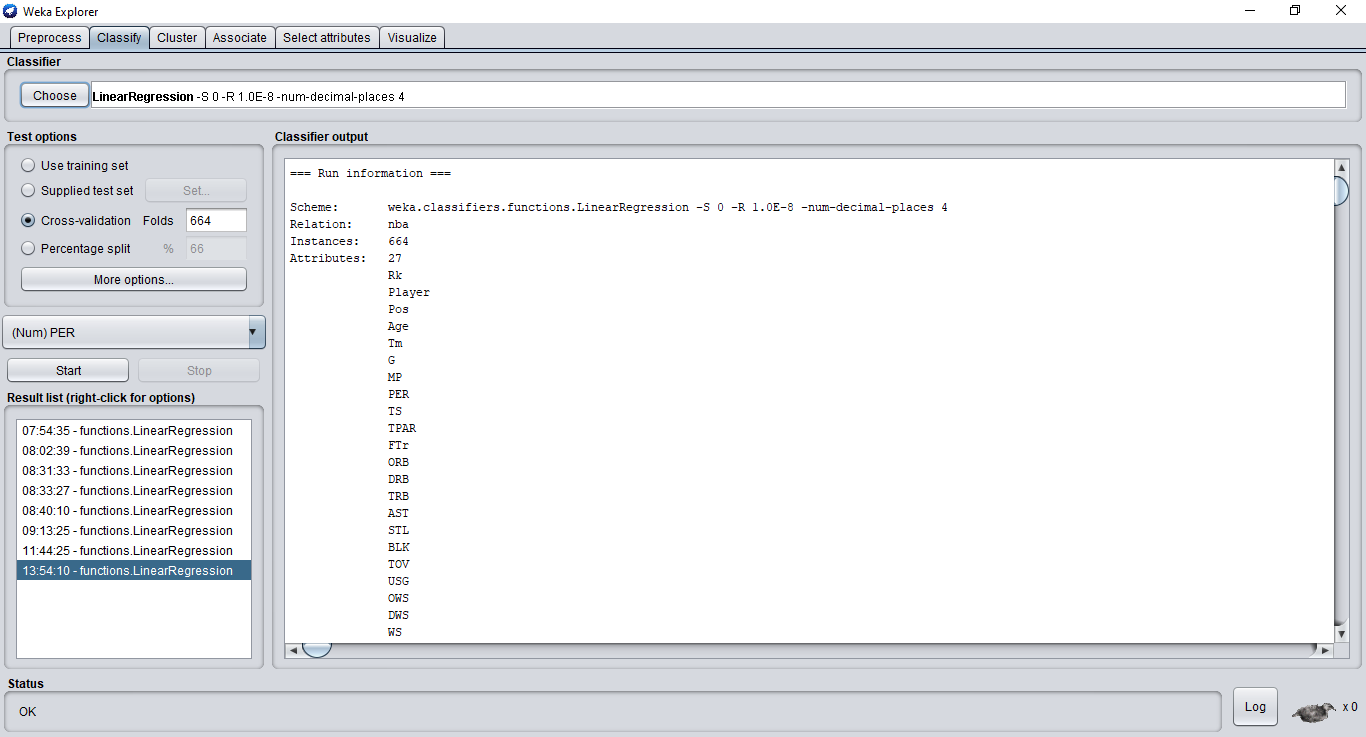 Weka Explorer
Preprocess Classify Cluster Associate Select attributes Visualize
Classifier
Choose LinearRegression -S 0 -R 1.0E-8 -num-decimal-places 4
Test options
Use training set
Supplied test set Set...
Cross-validation Folds 664
Percentage split % 66
More options...
(Num) PER
Start Stop
Result list (right-click for options)
07:54:35 - functions.LinearRegression
08:02:39 - functions.LinearRegression
08:31:33 - functions.LinearRegression
08:33:27 - functions.LinearRegression
08:40:10 - functions.LinearRegression
09:13:25 - functions.LinearRegression
11:44:25 - functions.LinearRegression
13:54:10 - functions.LinearRegression
Classifier output
=== Run information ===
Scheme: weka.classifiers.functions.LinearRegression -S 0 -R 1.0E-8 -num-decimal-places 4
Relation: nba
Instances: 664
Attributes: 27
Rk
Player
Pos
Age
Tm
G
MP
PER
TS
TPAR
FTr
ORB
DRB
TRB
AST
STL
BLK
TOV
USG
OWS
DWS
WS
Status
OK
Log x 0